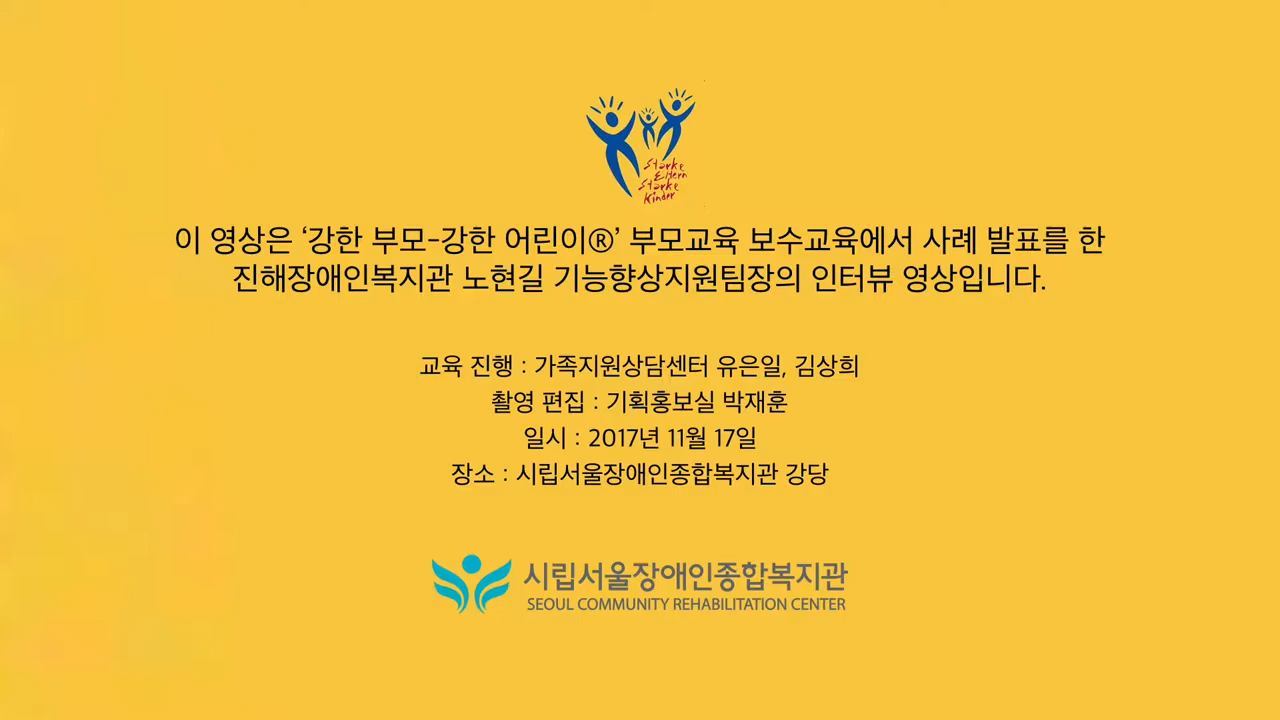 Starke
Eltern
Starke
Kinder
이 영상은 ‘강한 부모-강한 어린이®’ 부모교육 보수교육에서 사례 발표를 한
진해장애인복지관 노현길 기능향상지원팀장의 인터뷰 영상입니다.
교육 진행 : 가족지원상담센터 유은일, 김상희
촬영 편집 : 기획홍보실 박재훈
일시 : 2017년 11월 17일
장소 : 시립서울장애인종합복지관 강당
시립서울장애인종합복지관
SEOUL COMMUNITY REHABILITATION CENTER